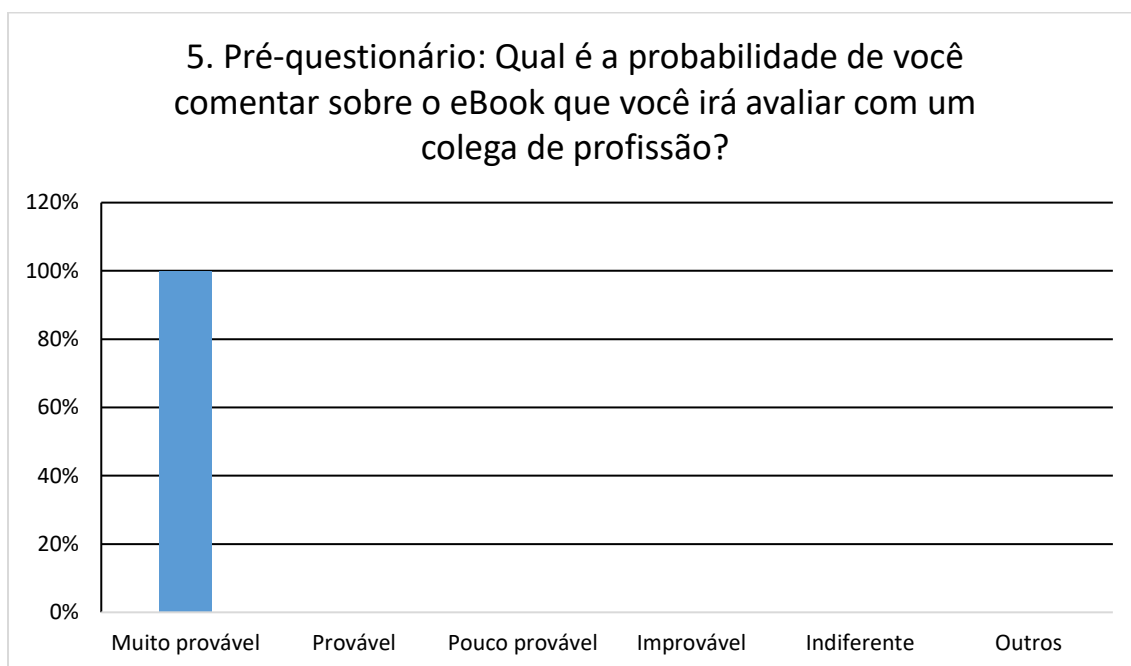 5. Pré-questionário: Qual é a probabilidade de você
comentar sobre o eBook que você irá avaliar com um
colega de profissão?
120%
100%
80%
60%
40%
20%
0%
Muito provável Provável Pouco provável Improvável Indiferente Outros